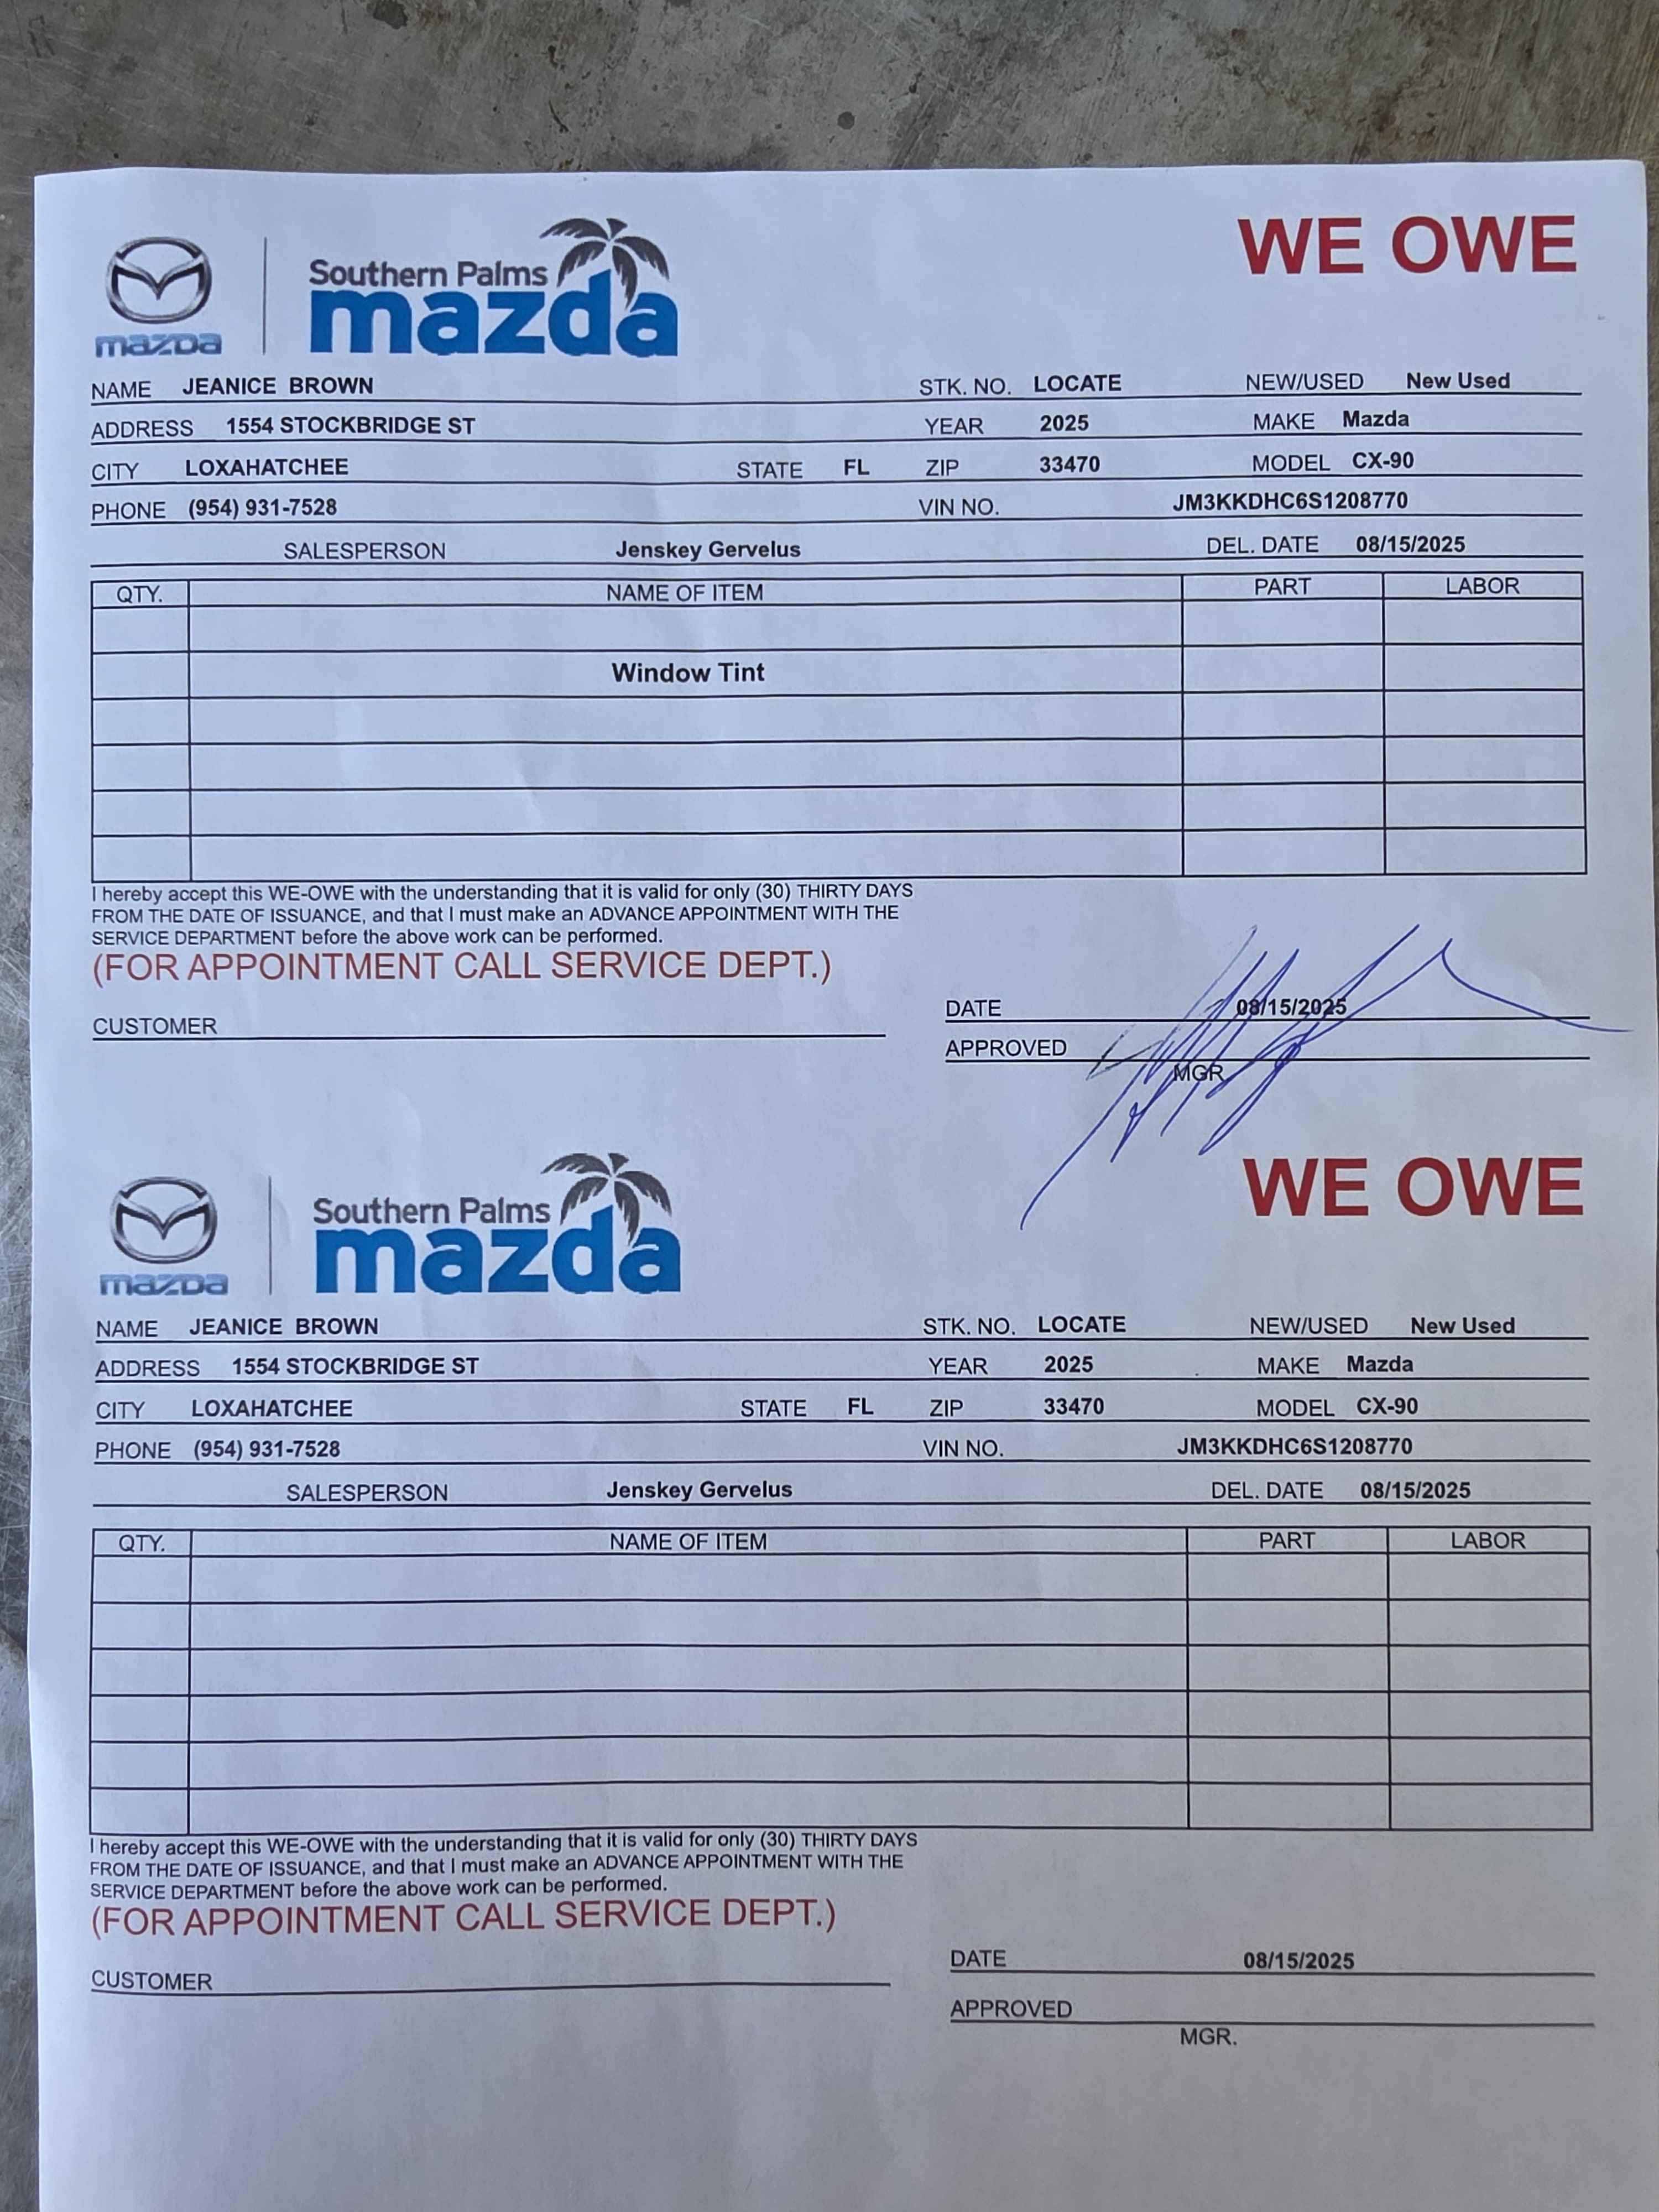 WE OWE
Southern Palms
mazda
mazda
NAME JEANICE BROWN STK. NO. LOCATE NEW/USED New Used
ADDRESS 1554 STOCKBRIDGE ST YEAR 2025 MAKE Mazda
CITY LOXAHATCHEE STATE FL ZIP 33470 MODEL CX-90
PHONE (954) 931-7528 VIN NO. JM3KKDHC6S1208770
SALESPERSON Jenskey Gervelus DEL. DATE 08/15/2025
QTY. NAME OF ITEM PART LABOR
Window Tint
I hereby accept this WE-OWE with the understanding that it is valid for only (30) THIRTY DAYS
FROM THE DATE OF ISSUANCE, and that I must make an ADVANCE APPOINTMENT WITH THE
SERVICE DEPARTMENT before the above work can be performed.
(FOR APPOINTMENT CALL SERVICE DEPT.)
DATE 08/15/2025
CUSTOMER
APPROVED
MGR.
WE OWE
Southern Palms
mazda
mazda
NAME JEANICE BROWN STK. NO. LOCATE NEW/USED New Used
ADDRESS 1554 STOCKBRIDGE ST YEAR 2025 MAKE Mazda
CITY LOXAHATCHEE STATE FL ZIP 33470 MODEL CX-90
PHONE (954) 931-7528 VIN NO. JM3KKDHC6S1208770
SALESPERSON Jenskey Gervelus DEL. DATE 08/15/2025
QTY. NAME OF ITEM PART LABOR
I hereby accept this WE-OWE with the understanding that it is valid for only (30) THIRTY DAYS
FROM THE DATE OF ISSUANCE, and that I must make an ADVANCE APPOINTMENT WITH THE
SERVICE DEPARTMENT before the above work can be performed.
(FOR APPOINTMENT CALL SERVICE DEPT.)
DATE 08/15/2025
CUSTOMER
APPROVED
MGR.